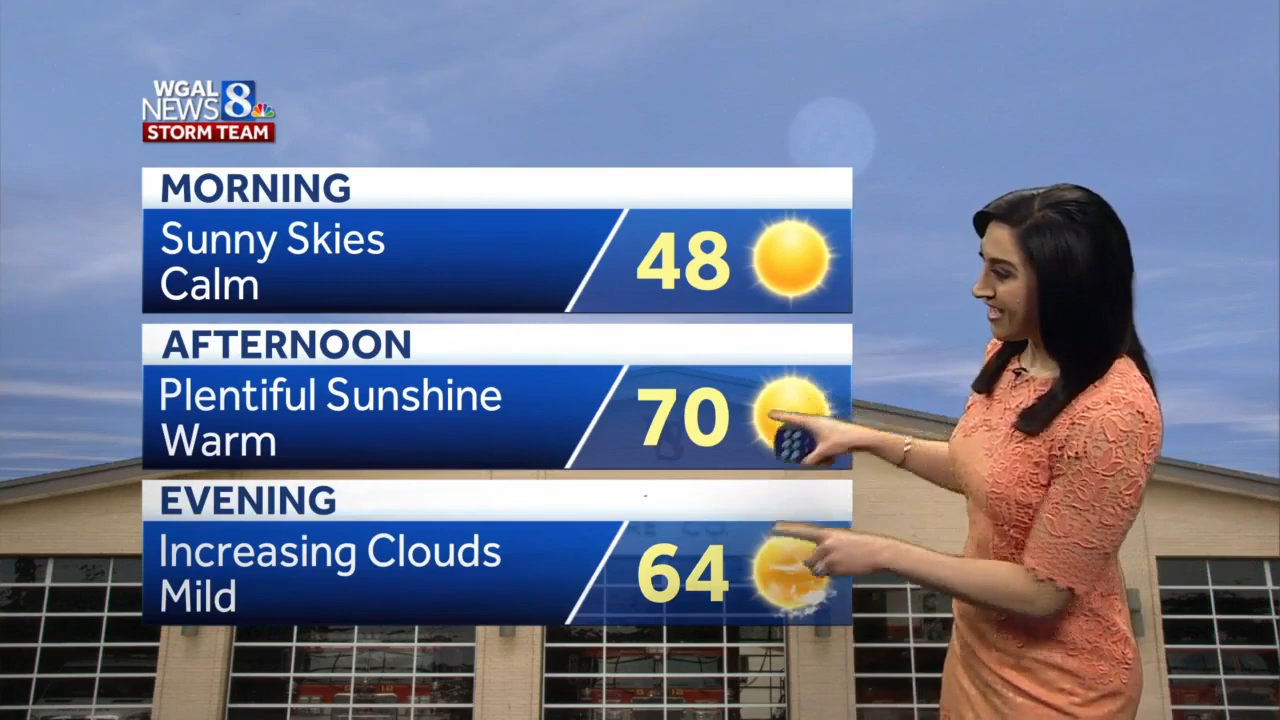 WGAL
NEWS 8
STORM TEAM
MORNING
Sunny Skies
Calm
48
AFTERNOON
Plentiful Sunshine
Warm
70
EVENING
Increasing Clouds
Mild
64